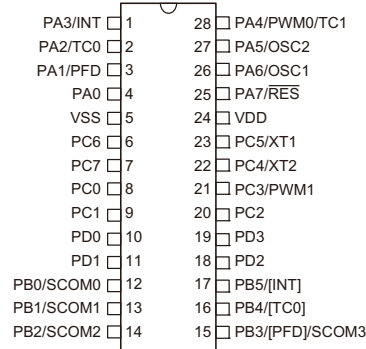 PA3/INT 1 28 PA4/PWM0/TC1
PA2/TC0 2 27 PA5/OSC2
PA1/PFD 3 26 PA6/OSC1
PA0 4 25 PA7/RES
VSS 5 24 VDD
PC6 6 23 PC5/XT1
PC7 7 22 PC4/XT2
PC0 8 21 PC3/PWM1
PC1 9 20 PC2
PD0 10 19 PD3
PD1 11 18 PD2
PB0/SCOM0 12 17 PB5/[INT]
PB1/SCOM1 13 16 PB4/[TC0]
PB2/SCOM2 14 15 PB3/[PFD]/SCOM3